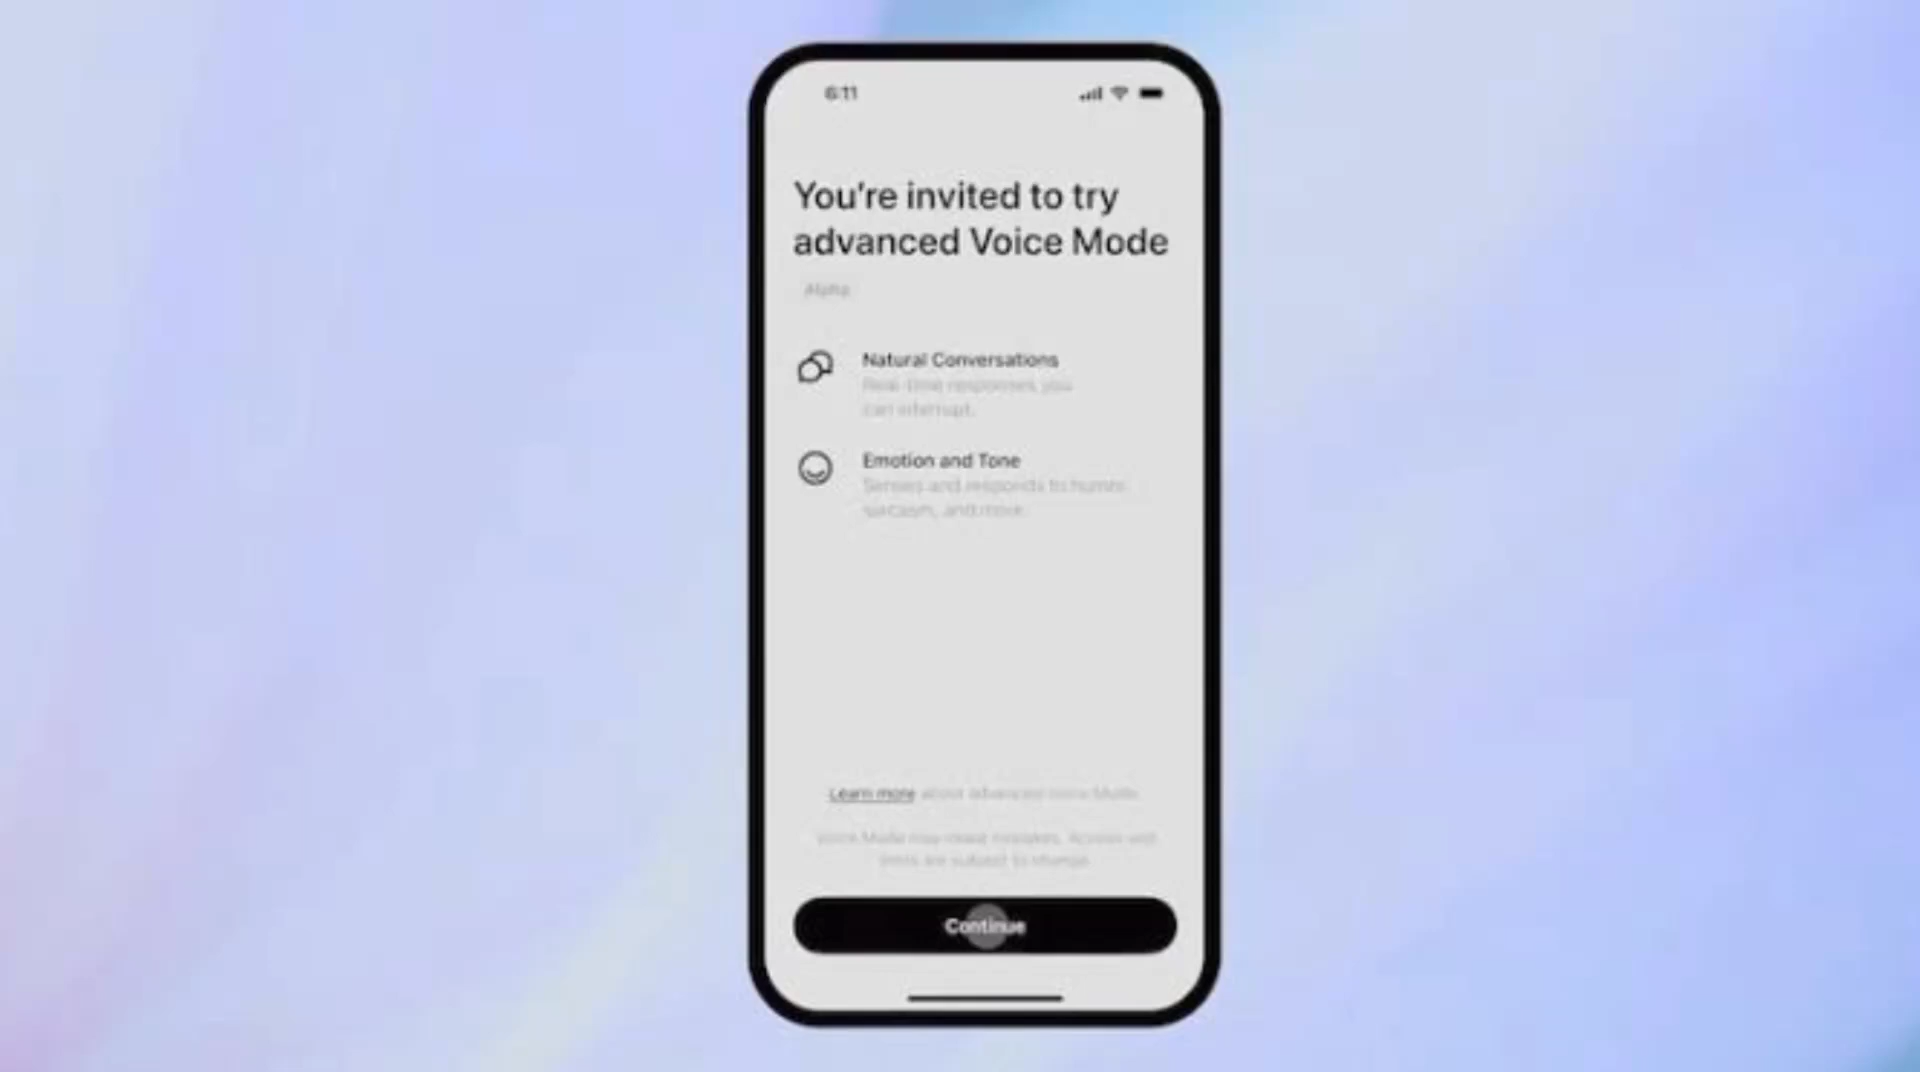 6:11
You're invited to try
advanced Voice Mode
Alpha
Natural Conversations
Real-time responses you
can interrupt.
Emotion and Tone
Senses and responds to humor,
sarcasm, and more.
Learn more about advanced Voice Mode.
Voice Mode may make mistakes. Access and
limits are subject to change.
Continue